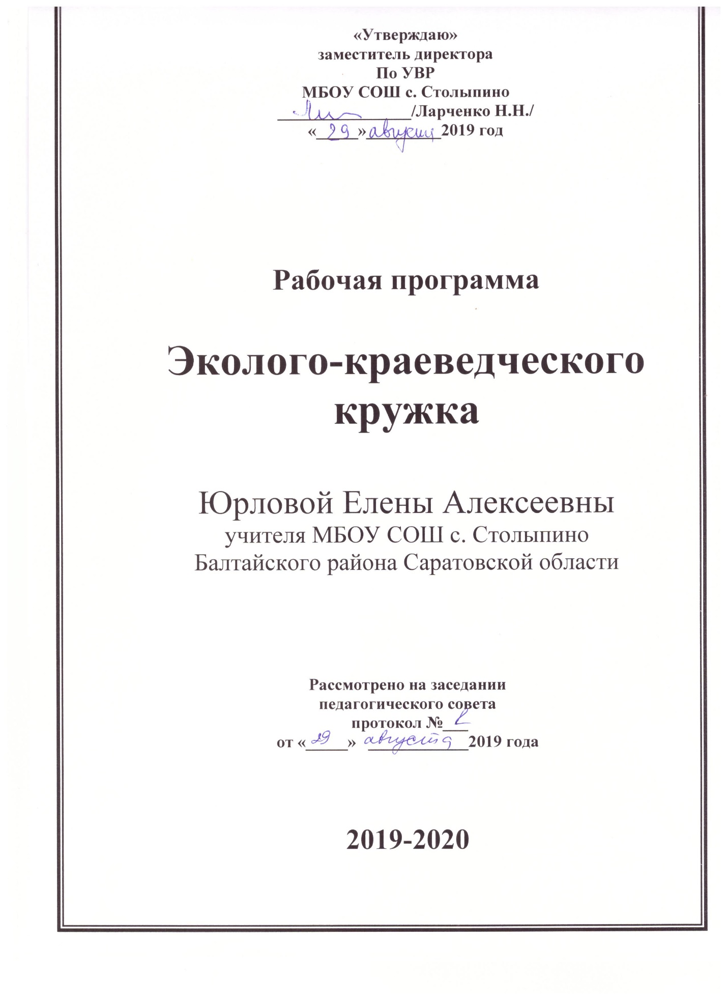 «Утверждаю»
заместитель директора
По УВР
МБОУ СОШ с. Столыпино
/Ларченко Н.Н./
« 29 » августа 2019 год
Рабочая программа
Эколого-краеведческого
кружка
Юрловой Елены Алексеевны
учителя МБОУ СОШ с. Столыпино
Балтайского района Саратовской области
Рассмотрено на заседании
педагогического совета
протокол №
от « 29 » августа 2019 года
2019-2020